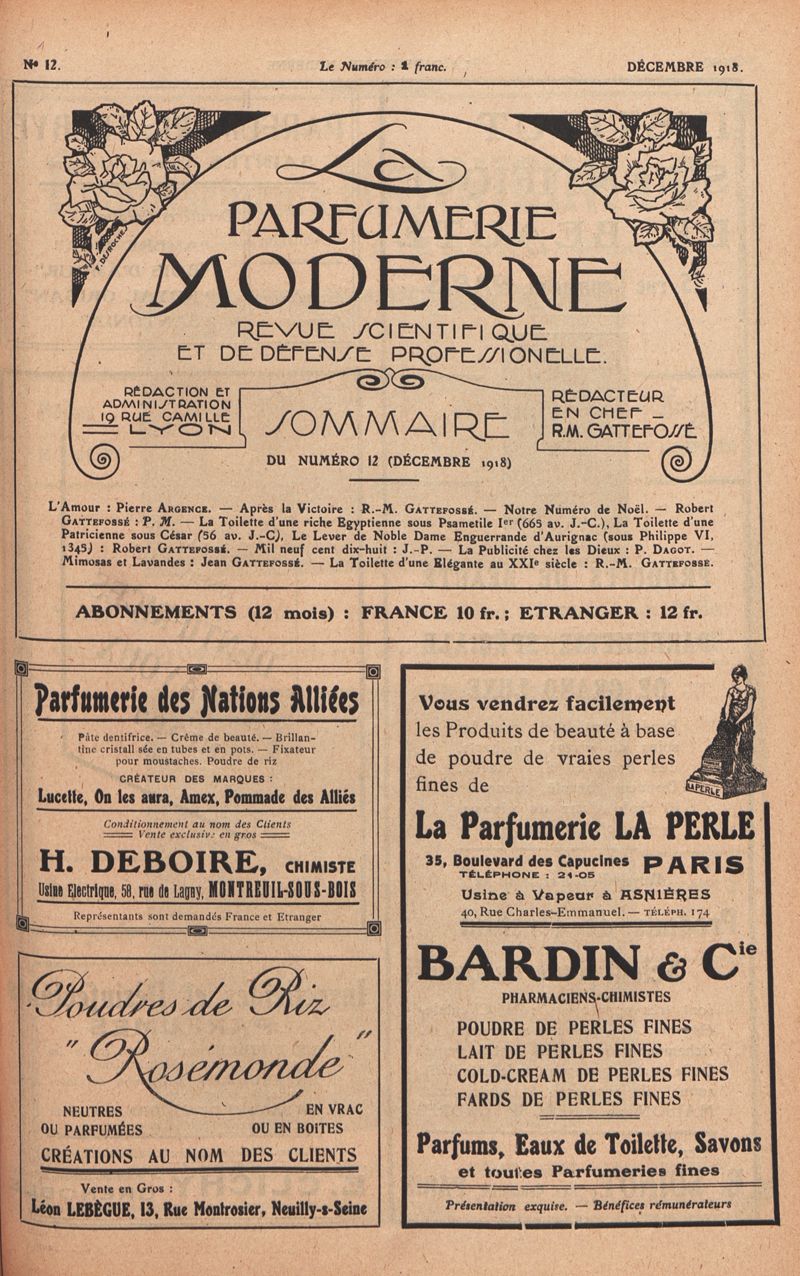 Nº 12.
Le Numéro : 1 franc.
DÉCEMBRE 1918.
F. DESROCHE
La
PARFUMERIE
MODERNE
REVUE SCIENTIFIQUE
ET DE DÉFENSE PROFESSIONELLE.
RÉDACTION ET
ADMINISTRATION
19 RUE CAMILLE
LYON
SOMMAIRE
DU NUMÉRO 12 (DÉCEMBRE 1918)
RÉDACTEUR
EN CHEF –
R.M. GATTEFOSSÉ
L'Amour : Pierre ARGENCE. — Après la Victoire : R.-M. GATTEFOSSÉ. — Notre Numéro de Noël. — Robert
GATTEFOSSÉ : P. M. — La Toilette d'une riche Egyptienne sous Psametile Ier (665 av. J.-C.), La Toilette d'une
Patricienne sous César (56 av. J.-C), Le Lever de Noble Dame Enguerrande d'Aurignac (sous Philippe VI,
1345) : Robert GATTEFOSSÉ. — Mil neuf cent dix-huit : J.-P. — La Publicité chez les Dieux : P. DAGOT. —
Mimosas et Lavandes : Jean GATTEFOSSÉ. — La Toilette d'une Elégante au XXIe siècle : R.-M. GATTEFOSSE.
ABONNEMENTS (12 mois) : FRANCE 10 fr. ; ETRANGER : 12 fr.
Parfumerie des Nations Alliées
Pâte dentifrice. — Crême de beauté. — Brillan-
tine cristall sée en tubes et en pots. — Fixateur
pour moustaches. Poudre de riz
CRÉATEUR DES MARQUES :
Lucette, On les aura, Amex, Pommade des Alliés
Conditionnement au nom des Clients
Vente exclusive en gros
H. DEBOIRE, CHIMISTE
Usine Electrique, 58, rue de Lagny, MONTREUIL-SOUS-BOIS
Représentants sont demandés France et Etranger
Poudres de Riz
"Rosémonde"
NEUTRES
OU PARFUMÉES
EN VRAC
OU EN BOITES
CRÉATIONS AU NOM DES CLIENTS
Vente en Gros :
Léon LEBÈGUE, 13, Rue Montrosier, Neuilly-s-Seine
Vous vendrez facilement
les Produits de beauté à base
de poudre de vraies perles
fines de
LA PERLE
La Parfumerie LA PERLE
35, Boulevard des Capucines PARIS
TÉLÉPHONE : 21-05
Usine à Vapeur à ASNIÈRES
40, Rue Charles-Emmanuel. — TÉLÉPH. 174
BARDIN & Cie
PHARMACIENS-CHIMISTES
POUDRE DE PERLES FINES
LAIT DE PERLES FINES
COLD-CREAM DE PERLES FINES
FARDS DE PERLES FINES
Parfums, Eaux de Toilette, Savons
et toutes Parfumeries fines
Présentation exquise. — Bénéfices rémunérateurs